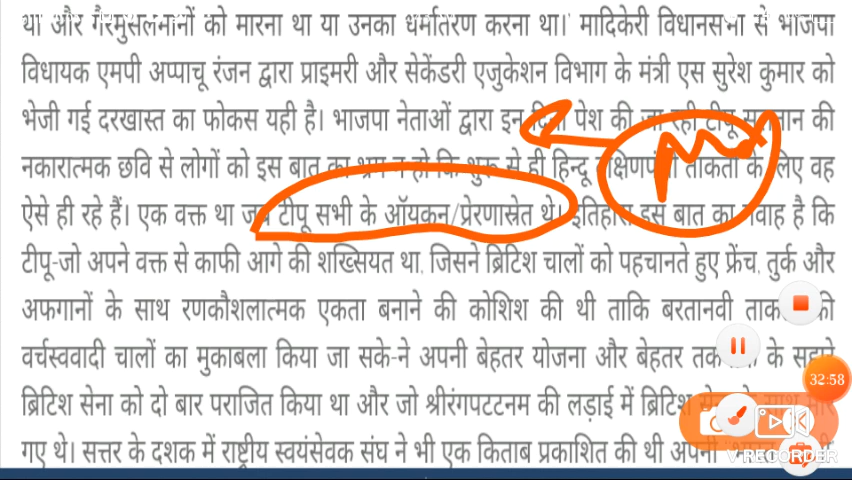 था और गैरमुसलमानों को मारना था या उनका धर्मांतरण करना था। मादिकेरी विधानसभा से भाजपा
विधायक एमपी अप्पाचू रंजन द्वारा प्राइमरी और सेकेंडरी एजुकेशन विभाग के मंत्री एस सुरेश कुमार को
भेजी गई दरखास्त का फोकस यही है। भाजपा नेताओं द्वारा इन पेश की जा रही टीपू की
नकारात्मक छवि से लोगों को इस बात का भ्रम न हो कि शुरू से ही हिन्दू ताकतों के लिए वह
ऐसे ही रहे हैं। एक वक्त था जब टीपू सभी के ऑयकन/प्रेरणास्रेत थे। इतिहास इस बात का गवाह है कि
टीपू-जो अपने वक्त से काफी आगे की शख्सियत था, जिसने ब्रिटिश चालों को पहचानते हुए फ्रेंच, तुर्क और
अफगानों के साथ रणकौशलात्मक एकता बनाने की कोशिश की थी ताकि बरतानवी की
वर्चस्ववादी चालों का मुकाबला किया जा सके-ने अपनी बेहतर योजना और बेहतर के सहारे
ब्रिटिश सेना को दो बार पराजित किया था और जो श्रीरंगपटटनम की लड़ाई में ब्रिटिश
गए थे। सत्तर के दशक में राष्ट्रीय स्वयंसेवक संघ ने भी एक किताब प्रकाशित की थी अपनी
32:58
V RECORDER